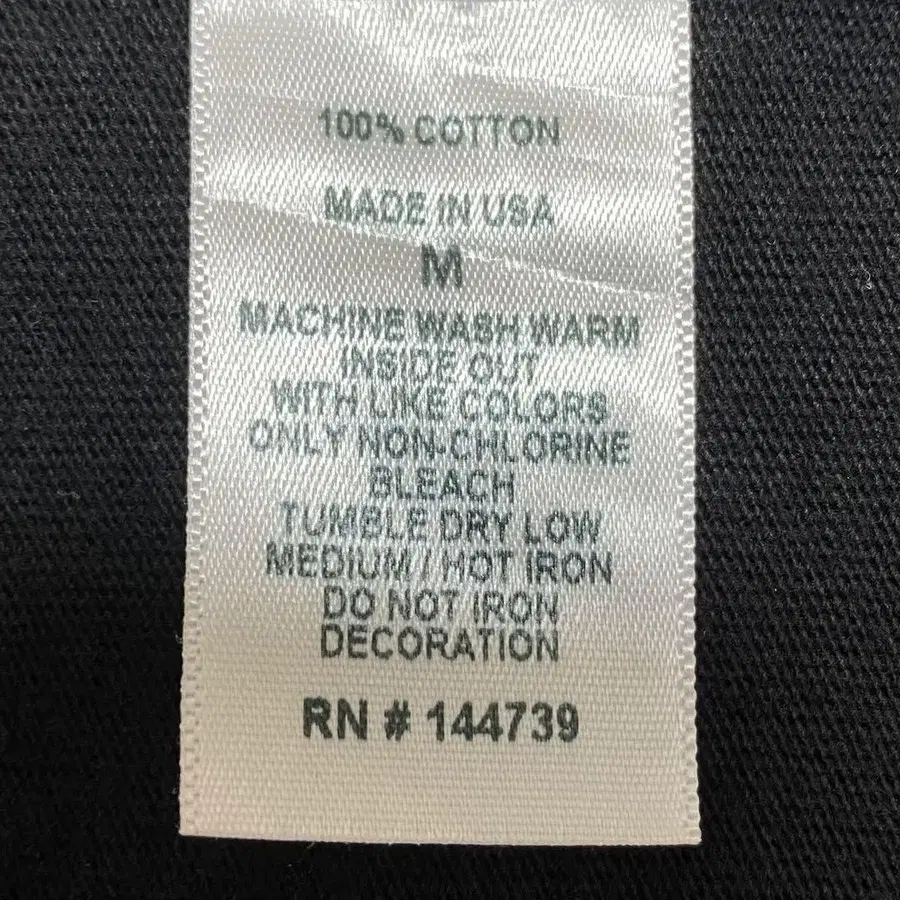 100% COTTON
MADE IN USA
M
MACHINE WASH WARM
INSIDE OUT
WITH LIKE COLORS
ONLY NON-CHLORINE
BLEACH
TUMBLE DRY LOW
MEDIUM / HOT IRON
DO NOT IRON
DECORATION
RN # 144739